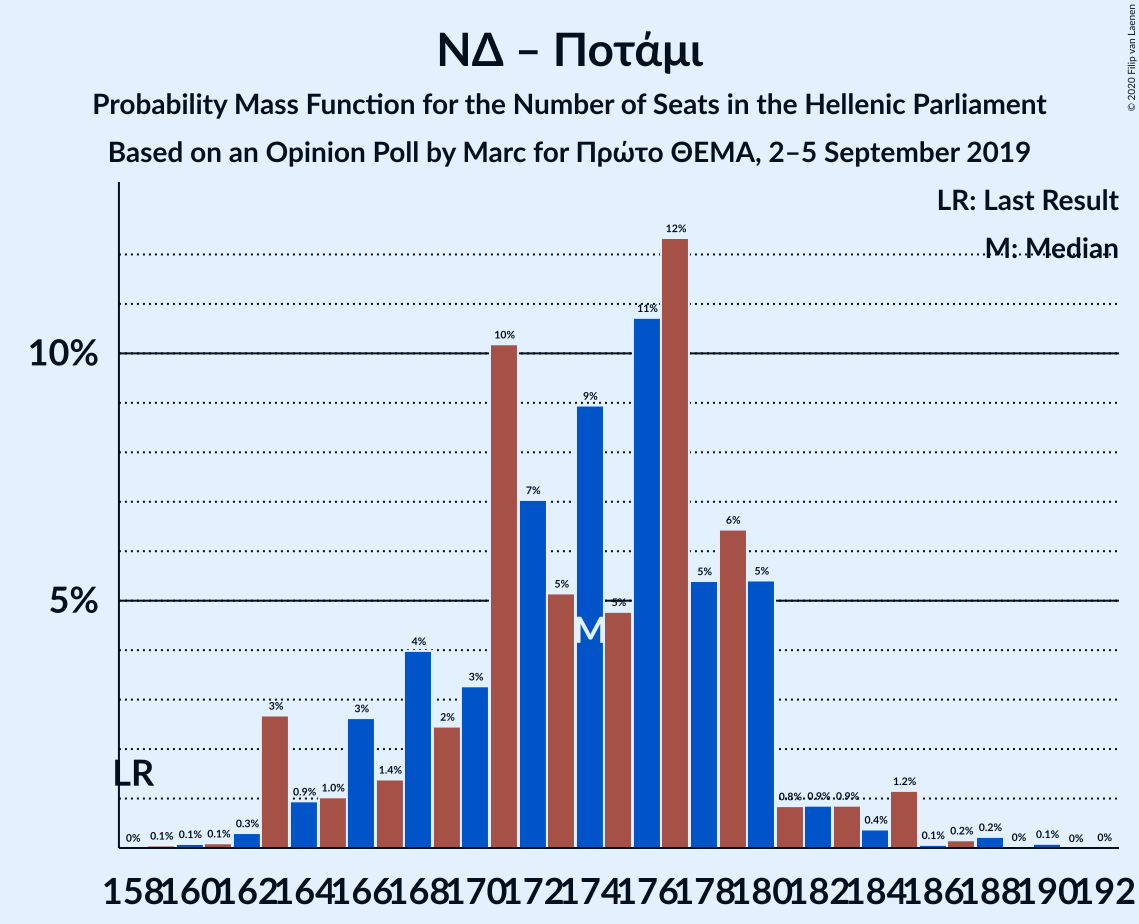 © 2020 Filip van Laenen
ΝΔ – Ποτάμι
Probability Mass Function for the Number of Seats in the Hellenic Parliament
Based on an Opinion Poll by Marc for Πρώτο ΘΕΜΑ, 2–5 September 2019
LR: Last Result
M: Median
10%
5%
LR
M
0% 0.1% 0.1% 0.1% 0.3% 3% 0.9% 1.0% 3% 1.4% 4% 2% 3% 10% 7% 5% 9% 5% 11% 12% 5% 6% 5% 0.8% 0.9% 0.9% 0.4% 1.2% 0.1% 0.2% 0.2% 0% 0.1% 0% 0%
158 160 162 164 166 168 170 172 174 176 178 180 182 184 186 188 190 192